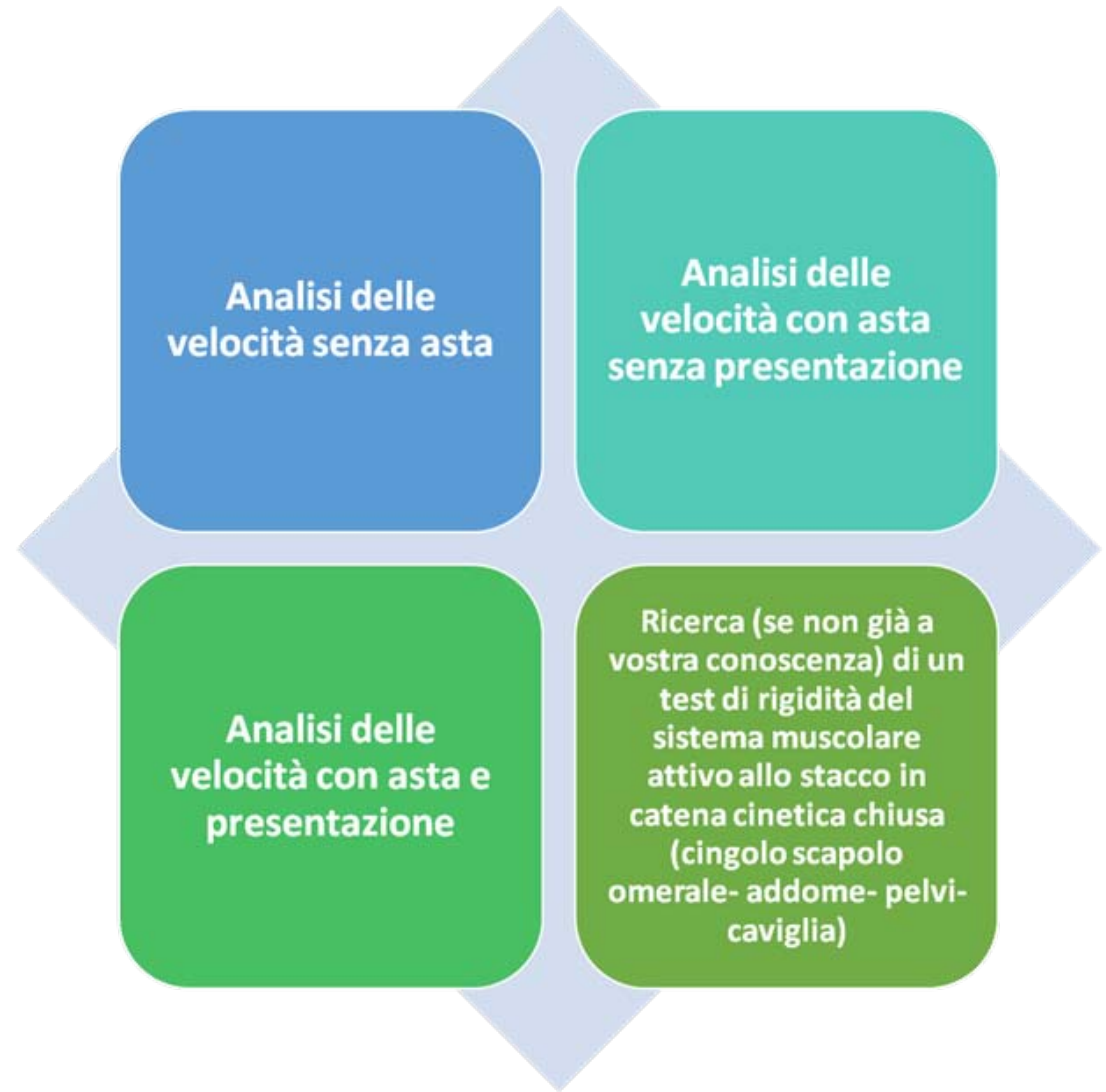 Analisi delle
velocità senza asta
Analisi delle
velocità con asta
senza presentazione
Analisi delle
velocità con asta e
presentazione
Ricerca (se non già a
vostra conoscenza) di un
test di rigidità del
sistema muscolare
attivo allo stacco in
catena cinetica chiusa
(cingolo scapolo
omerale- addome- pelvi-
caviglia)